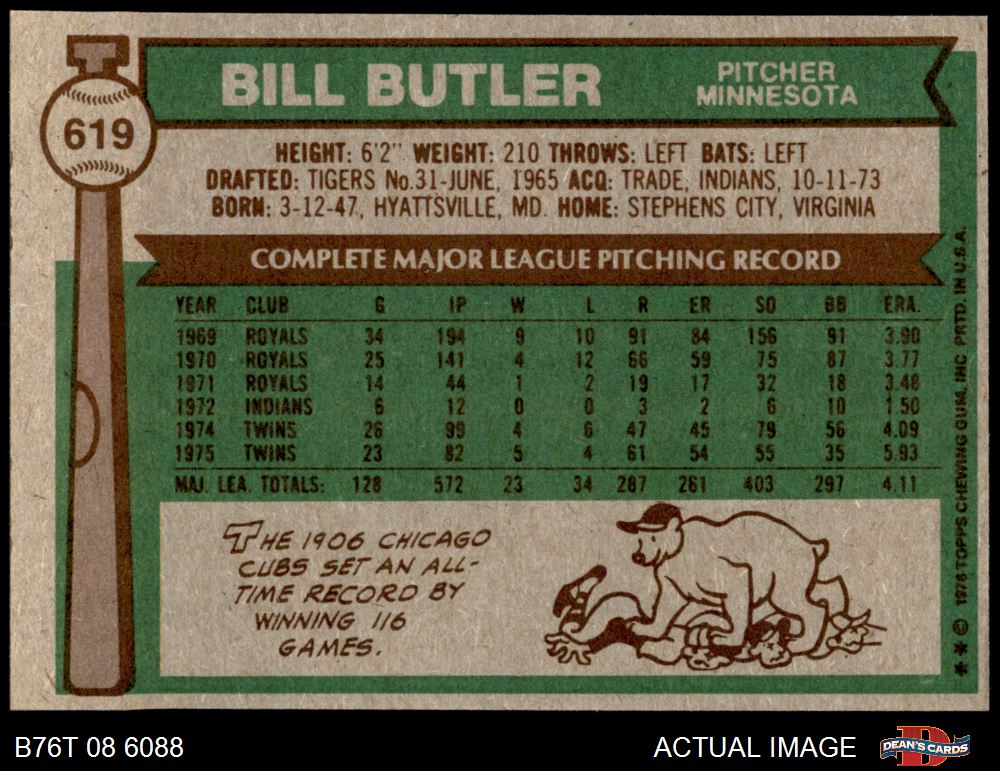 619
BILL BUTLER
PITCHER
MINNESOTA
HEIGHT: 6'2" WEIGHT: 210 THROWS: LEFT BATS: LEFT
DRAFTED: TIGERS No.31-JUNE, 1965 ACQ: TRADE, INDIANS, 10-11-73
BORN: 3-12-47, HYATTSVILLE, MD. HOME: STEPHENS CITY, VIRGINIA
COMPLETE MAJOR LEAGUE PITCHING RECORD
YEAR CLUB G IP W L R ER SO BB ERA.
1969 ROYALS 34 194 9 10 91 84 156 91 3.90
1970 ROYALS 25 141 4 12 66 59 75 87 3.77
1971 ROYALS 14 44 1 2 19 17 32 18 3.48
1972 INDIANS 6 12 0 0 3 2 6 10 1.50
1974 TWINS 26 99 4 6 47 45 79 56 4.09
1975 TWINS 23 82 5 4 61 54 55 35 5.93
MAJ. LEA. TOTALS: 128 572 23 34 287 261 403 297 4.11
THE 1906 CHICAGO
CUBS SET AN ALL-
TIME RECORD BY
WINNING 116
GAMES.
** © 1976 TOPPS CHEWING GUM, INC PRTD. IN U.S.A.
B76T 08 6088
ACTUAL IMAGE
DEAN'S CARDS